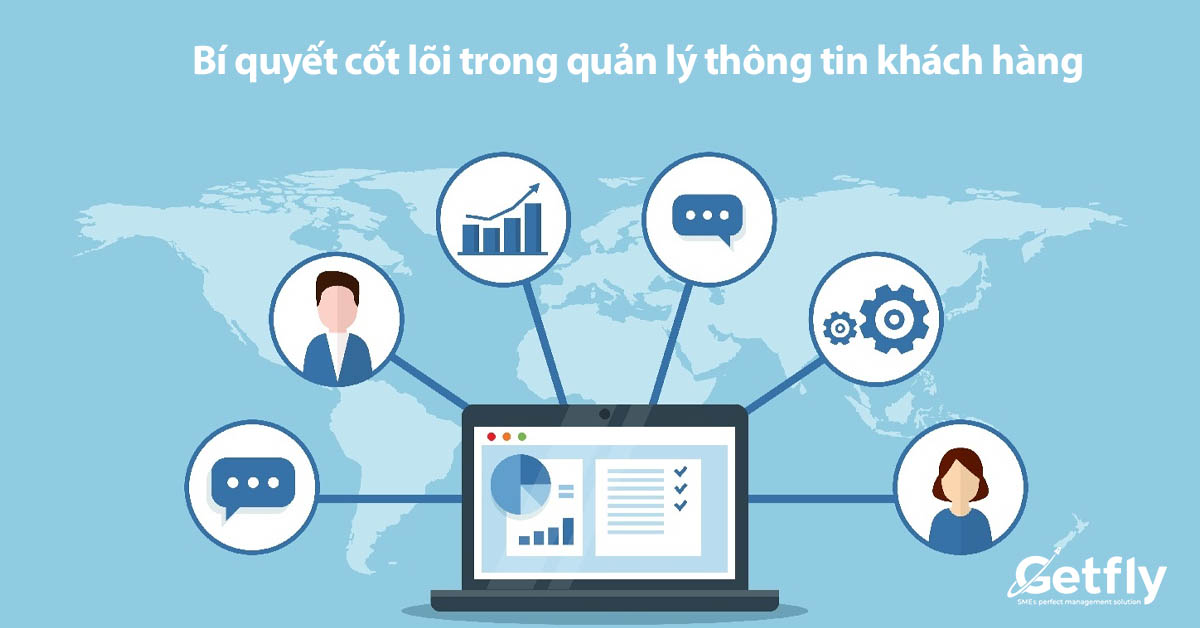 Bí quyết cốt lõi trong quản lý thông tin khách hàng
Getfly
SMEs perfect management solution